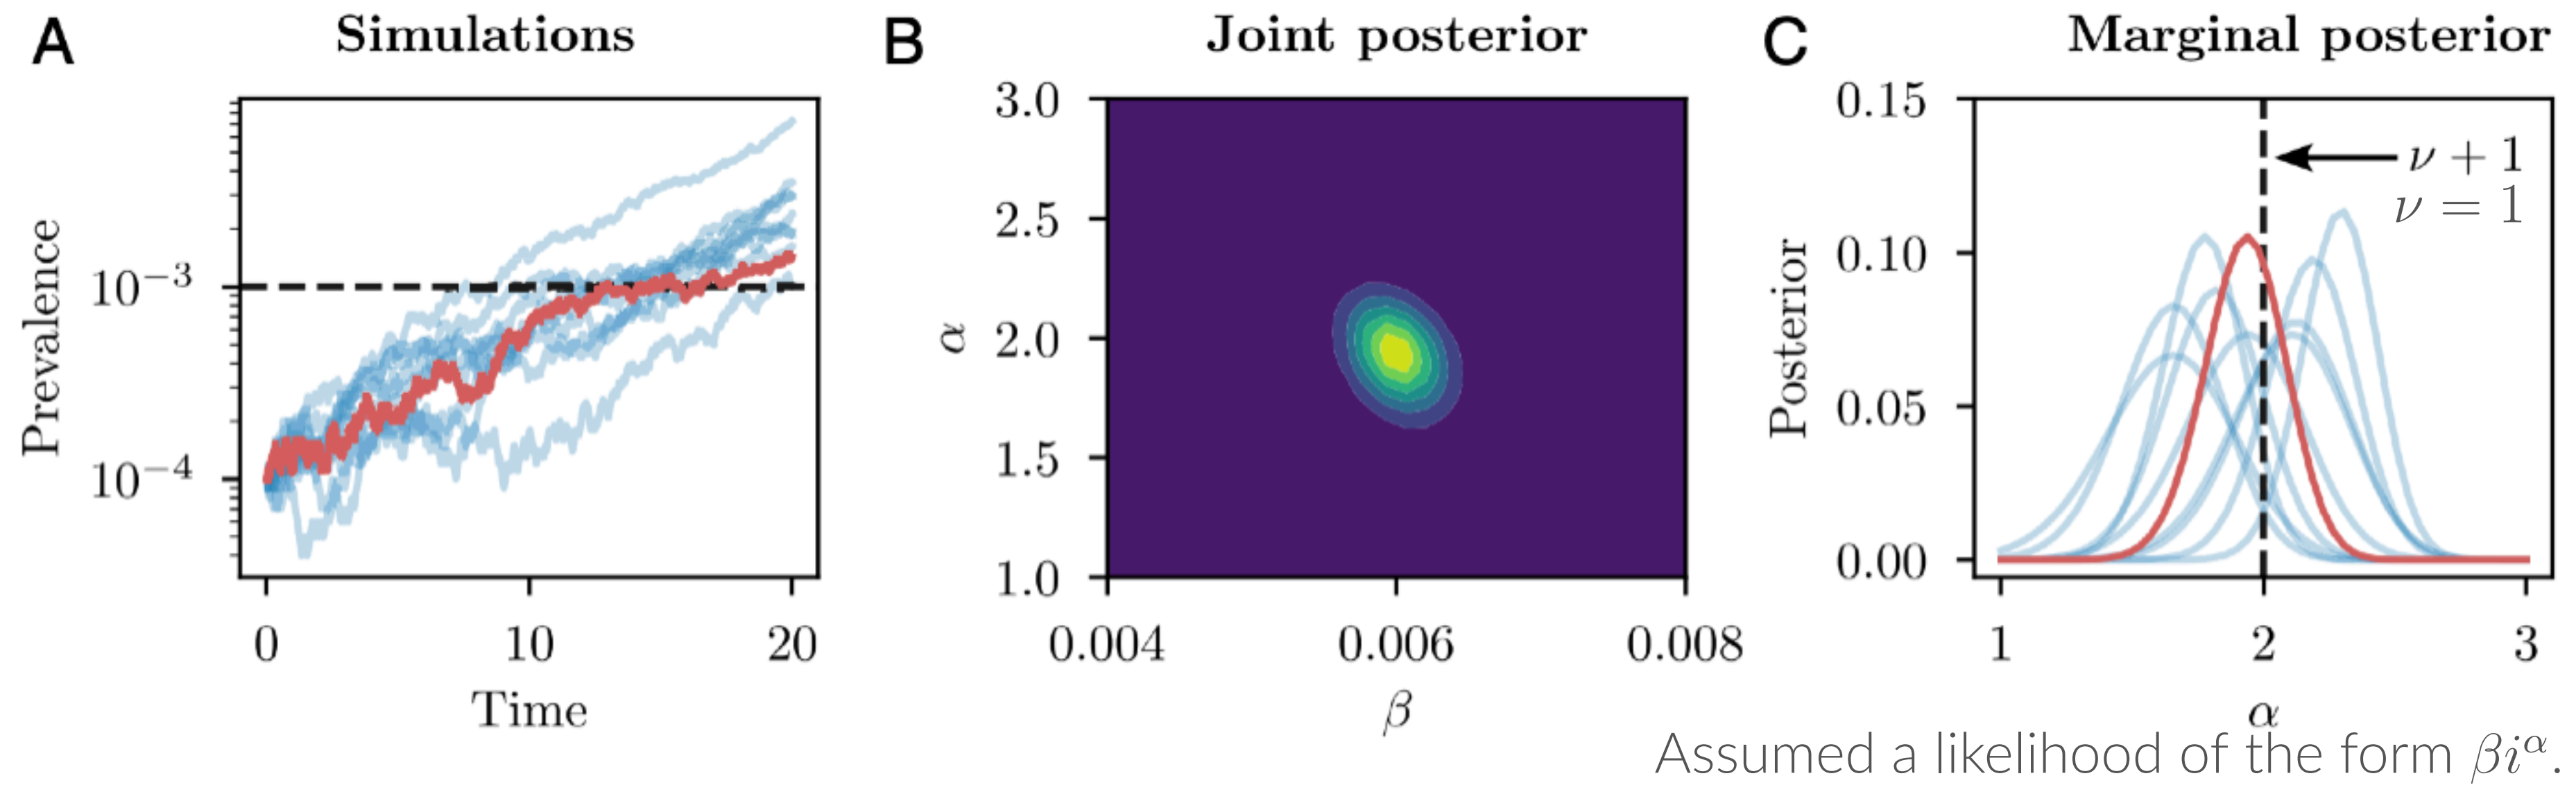 A
Simulations
Prevalence
10⁻³
10⁻⁴
0
10
20
Time
B
Joint posterior
α
3.0
2.5
2.0
1.5
1.0
0.004
0.006
0.008
β
C
Marginal posterior
Posterior
0.15
0.10
0.05
0.00
ν + 1
ν = 1
1
2
3
α
Assumed a likelihood of the form βi^α.